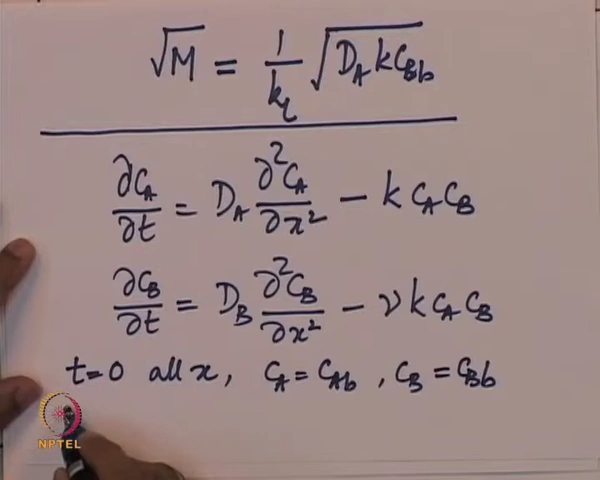 √M = 1/k_L √(D_A k C_Bb)
∂C_A/∂t = D_A ∂²C_A/∂x² − k C_A C_B
∂C_B/∂t = D_B ∂²C_B/∂x² − ν k C_A C_B
t=0 all x, C_A = C_Ab, C_B = C_Bb
NPTEL